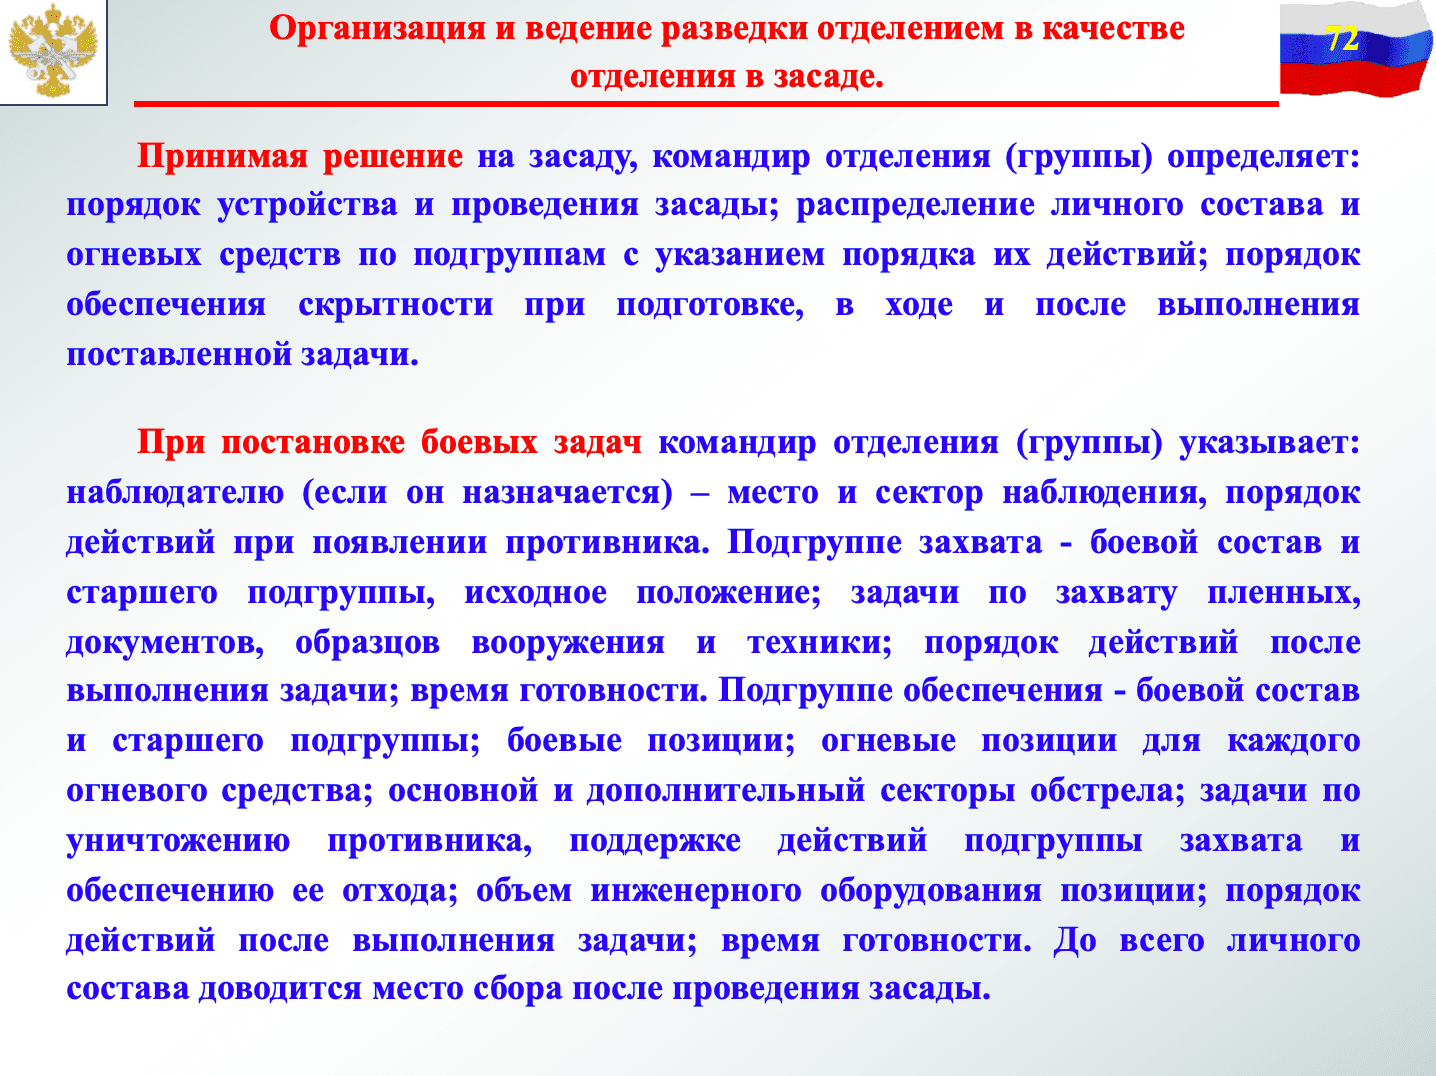 Организация и ведение разведки отделением в качестве
отделения в засаде.
72
Принимая решение на засаду, командир отделения (группы) определяет:
порядок устройства и проведения засады; распределение личного состава и
огневых средств по подгруппам с указанием порядка их действий; порядок
обеспечения скрытности при подготовке, в ходе и после выполнения
поставленной задачи.
При постановке боевых задач командир отделения (группы) указывает:
наблюдателю (если он назначается) – место и сектор наблюдения, порядок
действий при появлении противника. Подгруппе захвата - боевой состав и
старшего подгруппы, исходное положение; задачи по захвату пленных,
документов, образцов вооружения и техники; порядок действий после
выполнения задачи; время готовности. Подгруппе обеспечения - боевой состав
и старшего подгруппы; боевые позиции; огневые позиции для каждого
огневого средства; основной и дополнительный секторы обстрела; задачи по
уничтожению противника, поддержке действий подгруппы захвата и
обеспечению ее отхода; объем инженерного оборудования позиции; порядок
действий после выполнения задачи; время готовности. До всего личного
состава доводится место сбора после проведения засады.